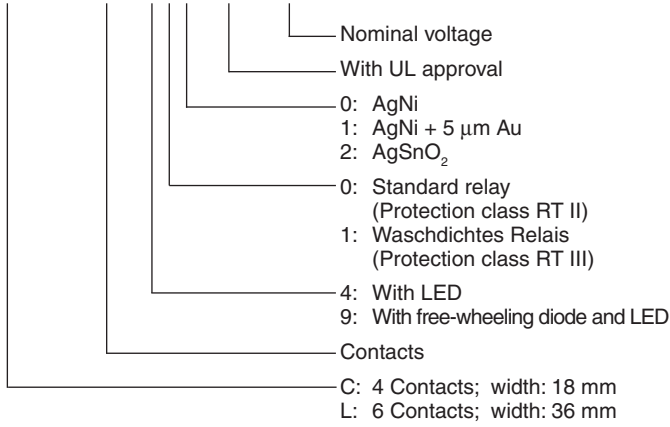 Nominal voltage
With UL approval
0: AgNi
1: AgNi + 5 μm Au
2: AgSnO₂
0: Standard relay
(Protection class RT II)
1: Waschdichtes Relais
(Protection class RT III)
4: With LED
9: With free-wheeling diode and LED
Contacts
C: 4 Contacts; width: 18 mm
L: 6 Contacts; width: 36 mm